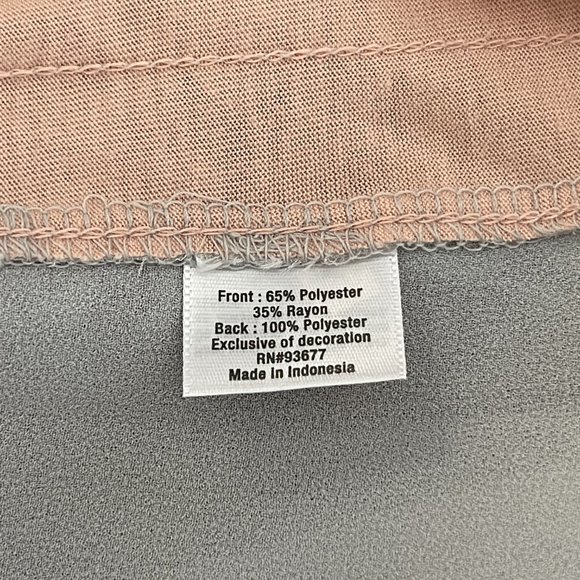 Front : 65% Polyester
35% Rayon
Back : 100% Polyester
Exclusive of decoration
RN#93677
Made in Indonesia